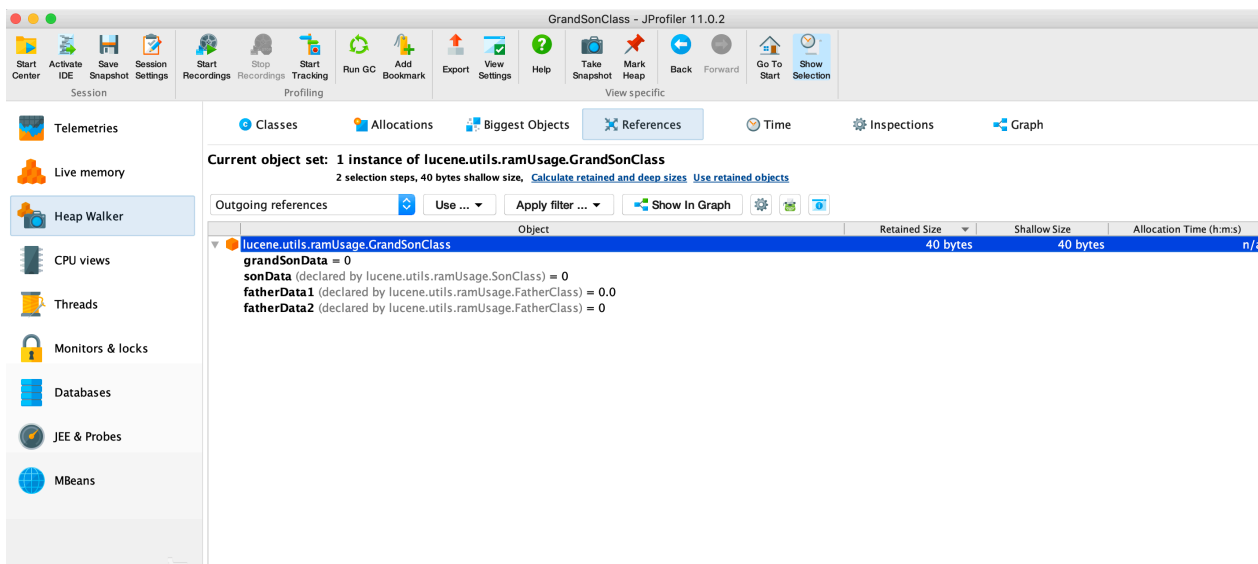 GrandSonClass - JProfiler 11.0.2
Start Center
Activate IDE
Save Snapshot
Session Settings
Start Recordings
Stop Recordings
Start Tracking
Run GC
Add Bookmark
Export
View Settings
Help
Take Snapshot
Mark Heap
Back
Forward
Go To Start
Show Selection
Session
Profiling
View specific
Telemetries
Live memory
Heap Walker
CPU views
Threads
Monitors & locks
Databases
JEE & Probes
MBeans
Classes
Allocations
Biggest Objects
References
Time
Inspections
Graph
Current object set: 1 instance of lucene.utils.ramUsage.GrandSonClass
2 selection steps, 40 bytes shallow size, Calculate retained and deep sizes Use retained objects
Outgoing references
Use ...
Apply filter ...
Show In Graph
Object Retained Size Shallow Size Allocation Time (h:m:s)
lucene.utils.ramUsage.GrandSonClass 40 bytes 40 bytes n/a
grandSonData = 0
sonData (declared by lucene.utils.ramUsage.SonClass) = 0
fatherData1 (declared by lucene.utils.ramUsage.FatherClass) = 0.0
fatherData2 (declared by lucene.utils.ramUsage.FatherClass) = 0